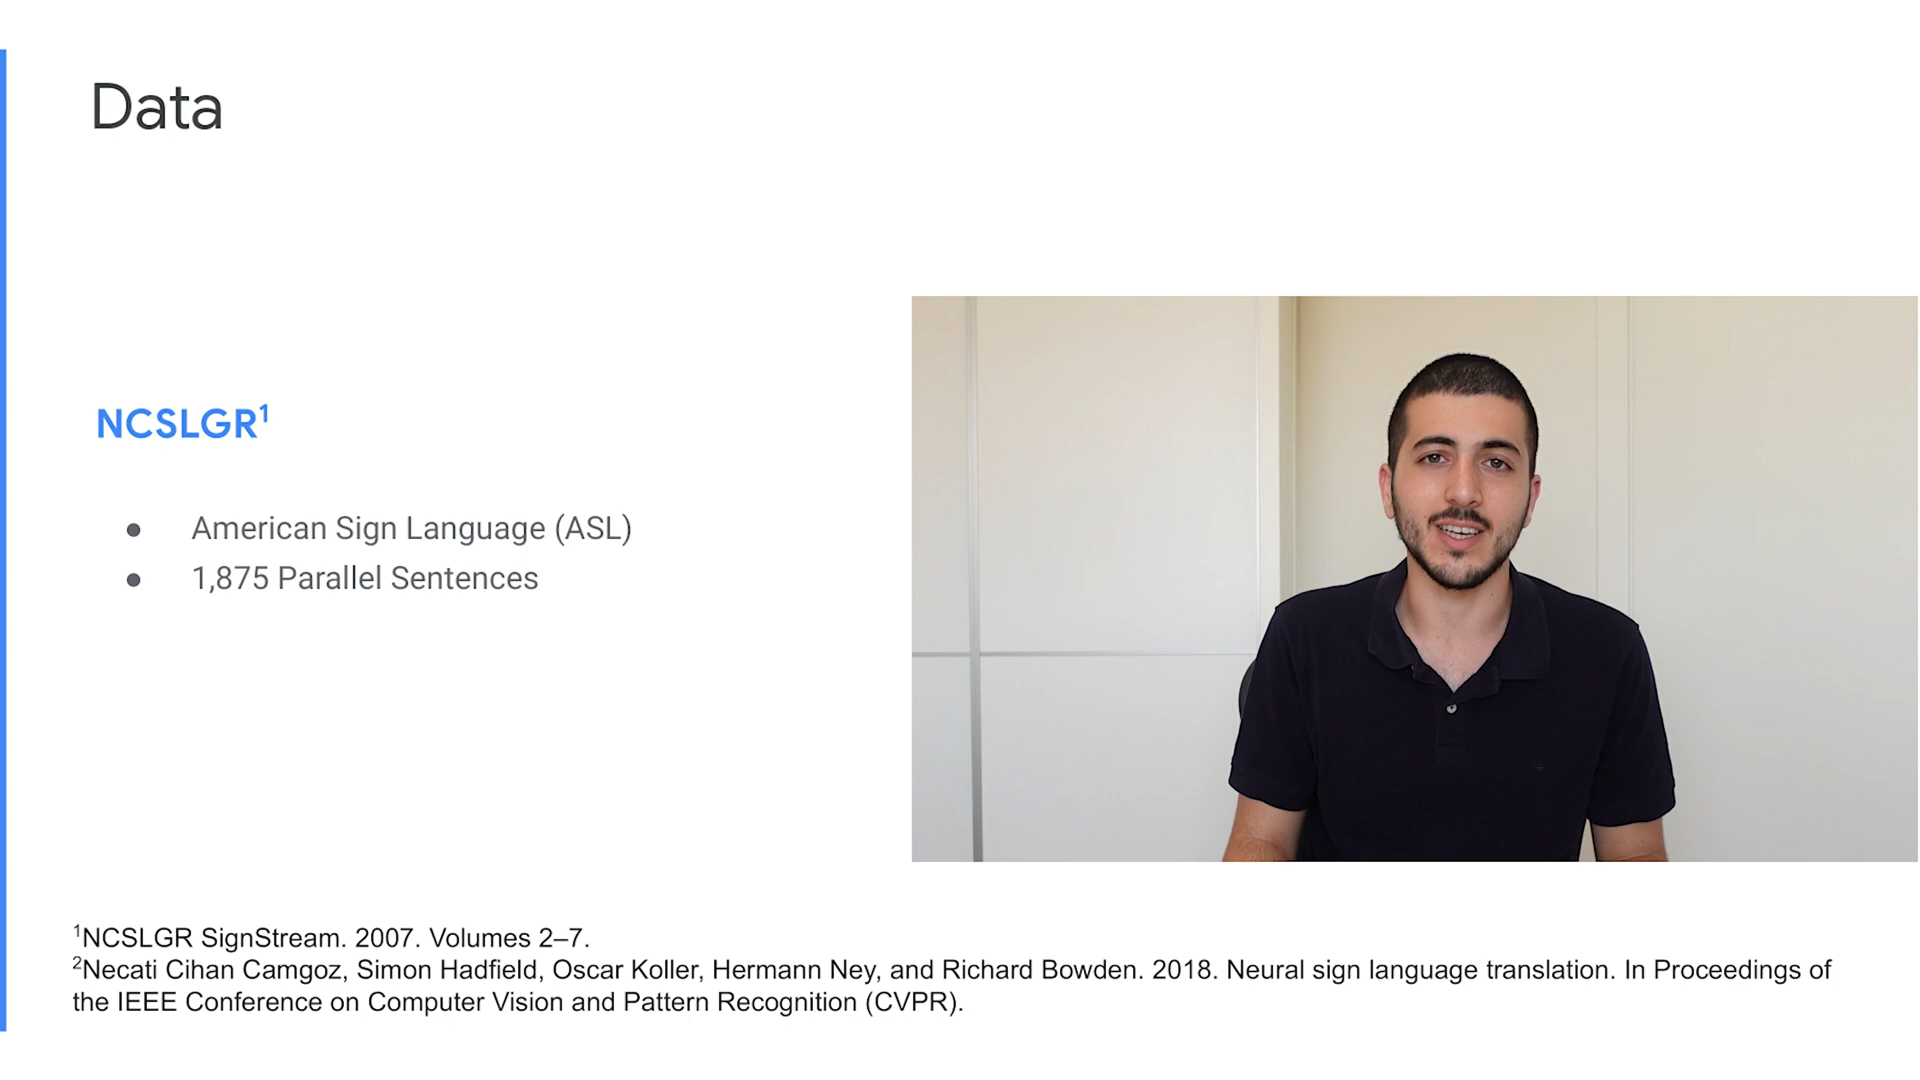 Data
NCSLGR¹
● American Sign Language (ASL)
● 1,875 Parallel Sentences
¹NCSLGR SignStream. 2007. Volumes 2–7.
²Necati Cihan Camgoz, Simon Hadfield, Oscar Koller, Hermann Ney, and Richard Bowden. 2018. Neural sign language translation. In Proceedings of
the IEEE Conference on Computer Vision and Pattern Recognition (CVPR).